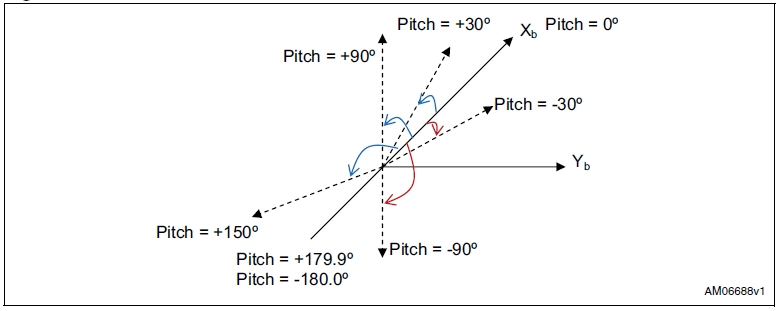 Pitch = +30º
Xb Pitch = 0º
Pitch = +90º
Pitch = -30º
Yb
Pitch = +150º
Pitch = -90º
Pitch = +179.9º
Pitch = -180.0º
AM06688v1